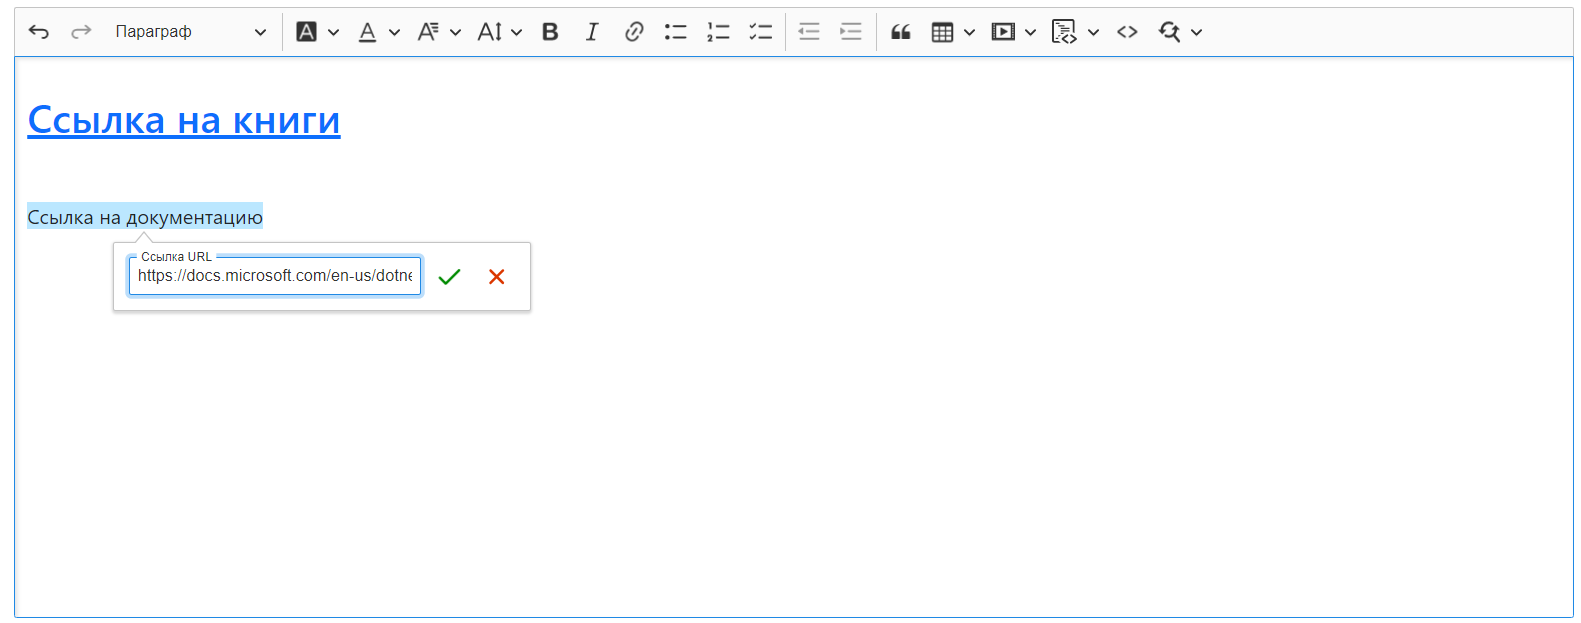 Параграф
Ссылка на книги
Ссылка на документацию
Ссылка URL
https://docs.microsoft.com/en-us/dotne